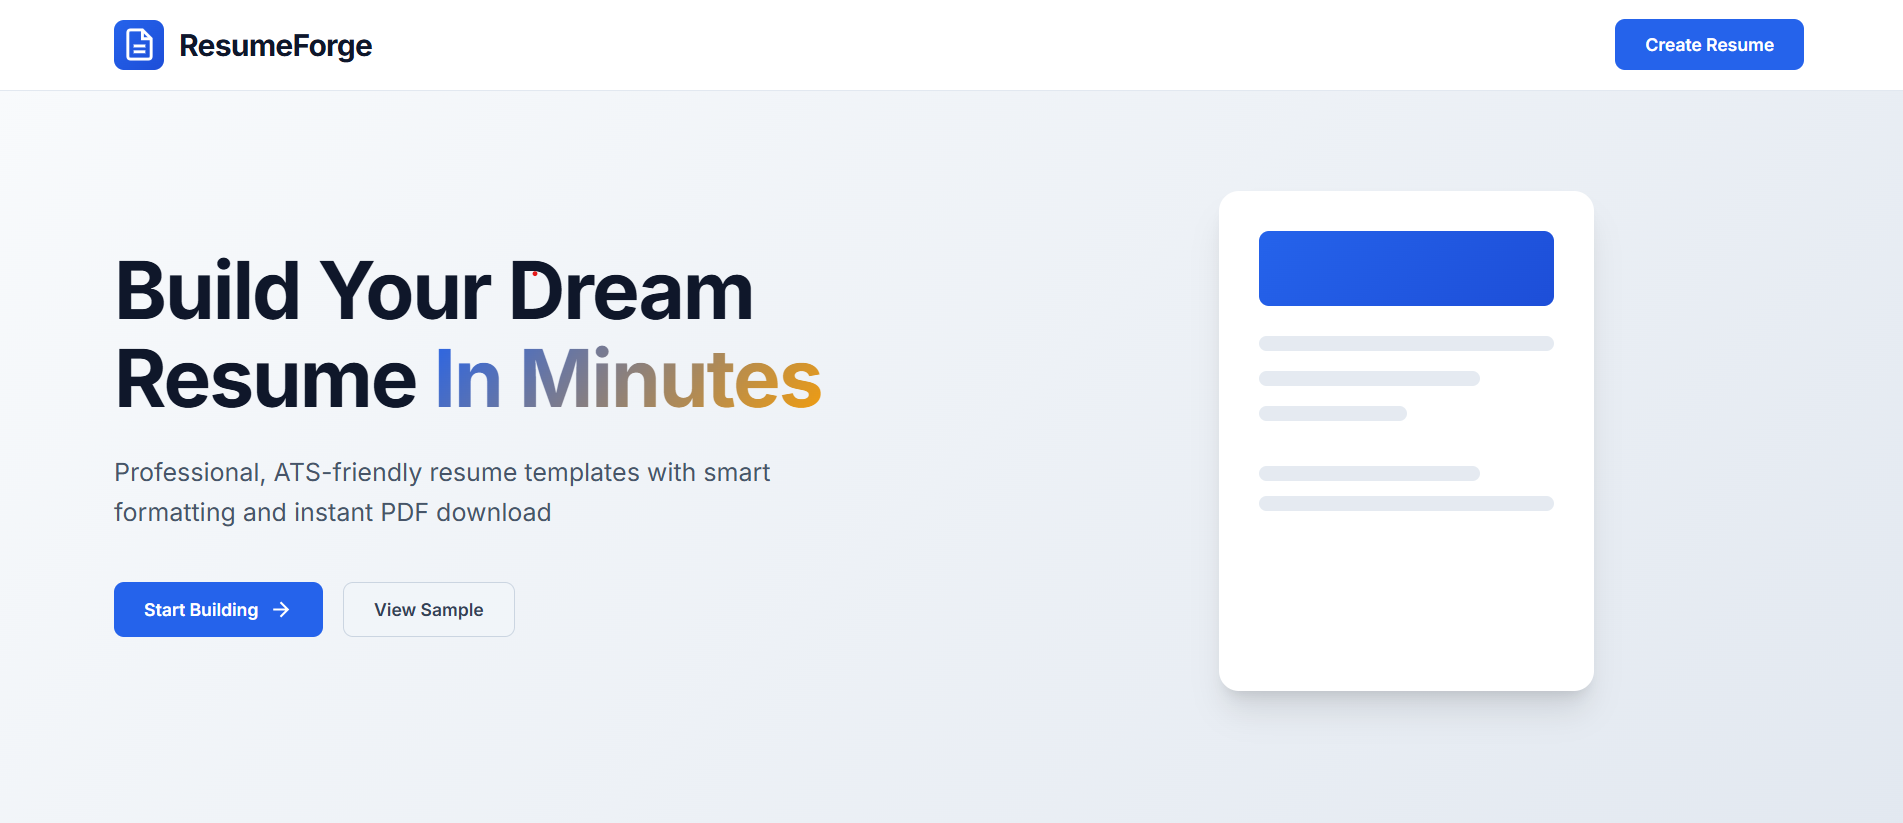 ResumeForge
Create Resume
Build Your Dream
Resume In Minutes
Professional, ATS-friendly resume templates with smart
formatting and instant PDF download
Start Building
View Sample